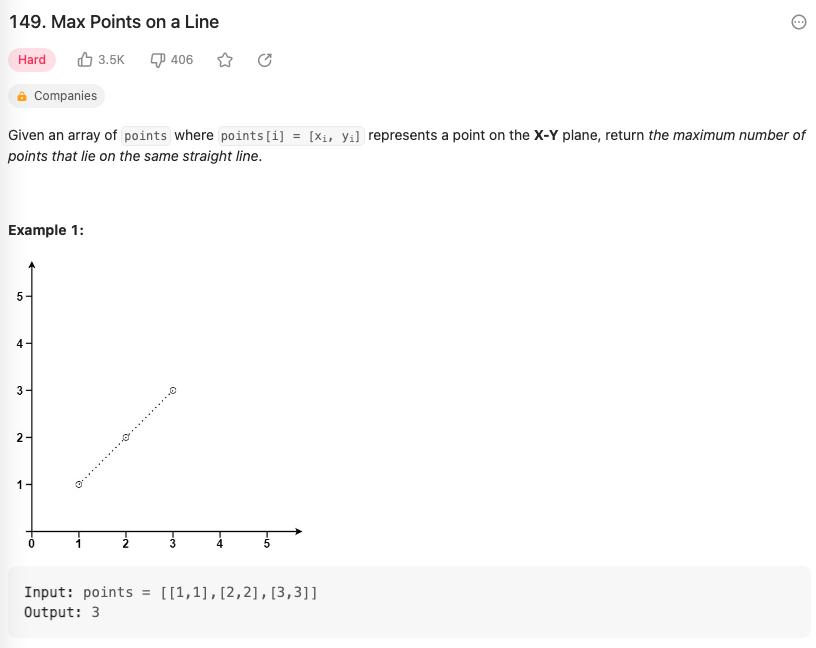 149. Max Points on a Line
Hard 3.5K 406
Companies
Given an array of points where points[i] = [xi, yi] represents a point on the X-Y plane, return the maximum number of
points that lie on the same straight line.
Example 1:
5
4
3
2
1
0 1 2 3 4 5
Input: points = [[1,1],[2,2],[3,3]]
Output: 3